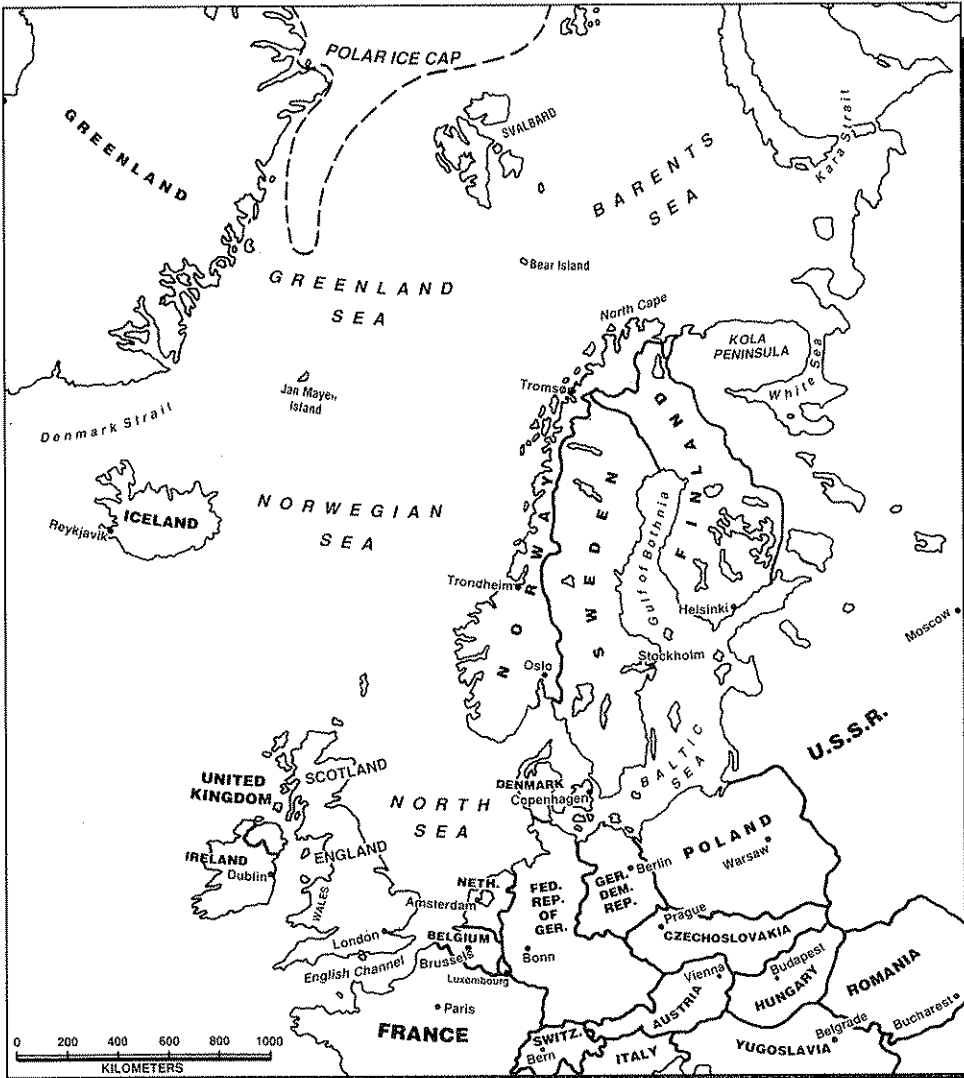 POLAR ICE CAP
GREENLAND
SVALBARD
Kara Strait
BARENTS
SEA
Bear Island
GREENLAND
SEA
North Cape
KOLA
PENINSULA
White Sea
Jan Mayen
Island
Tromsø
Denmark Strait
ICELAND
Reykjavik
NORWEGIAN
SEA
NORWAY
SWEDEN
FINLAND
Gulf of Bothnia
Trondheim
Helsinki
Moscow
Oslo
Stockholm
U.S.S.R.
BALTIC
SEA
SCOTLAND
UNITED
KINGDOM
NORTH
SEA
DENMARK
Copenhagen
IRELAND
Dublin
ENGLAND
WALES
NETH.
Amsterdam
FED.
REP.
OF
GER.
GER.
DEM.
REP.
Berlin
POLAND
Warsaw
London
BELGIUM
Brussels
English Channel
Luxembourg
Bonn
Prague
CZECHOSLOVAKIA
Paris
FRANCE
Vienna
AUSTRIA
Budapest
HUNGARY
ROMANIA
Bucharest
SWITZ.
Bern
ITALY
Belgrade
YUGOSLAVIA
0 200 400 600 800 1000
KILOMETERS